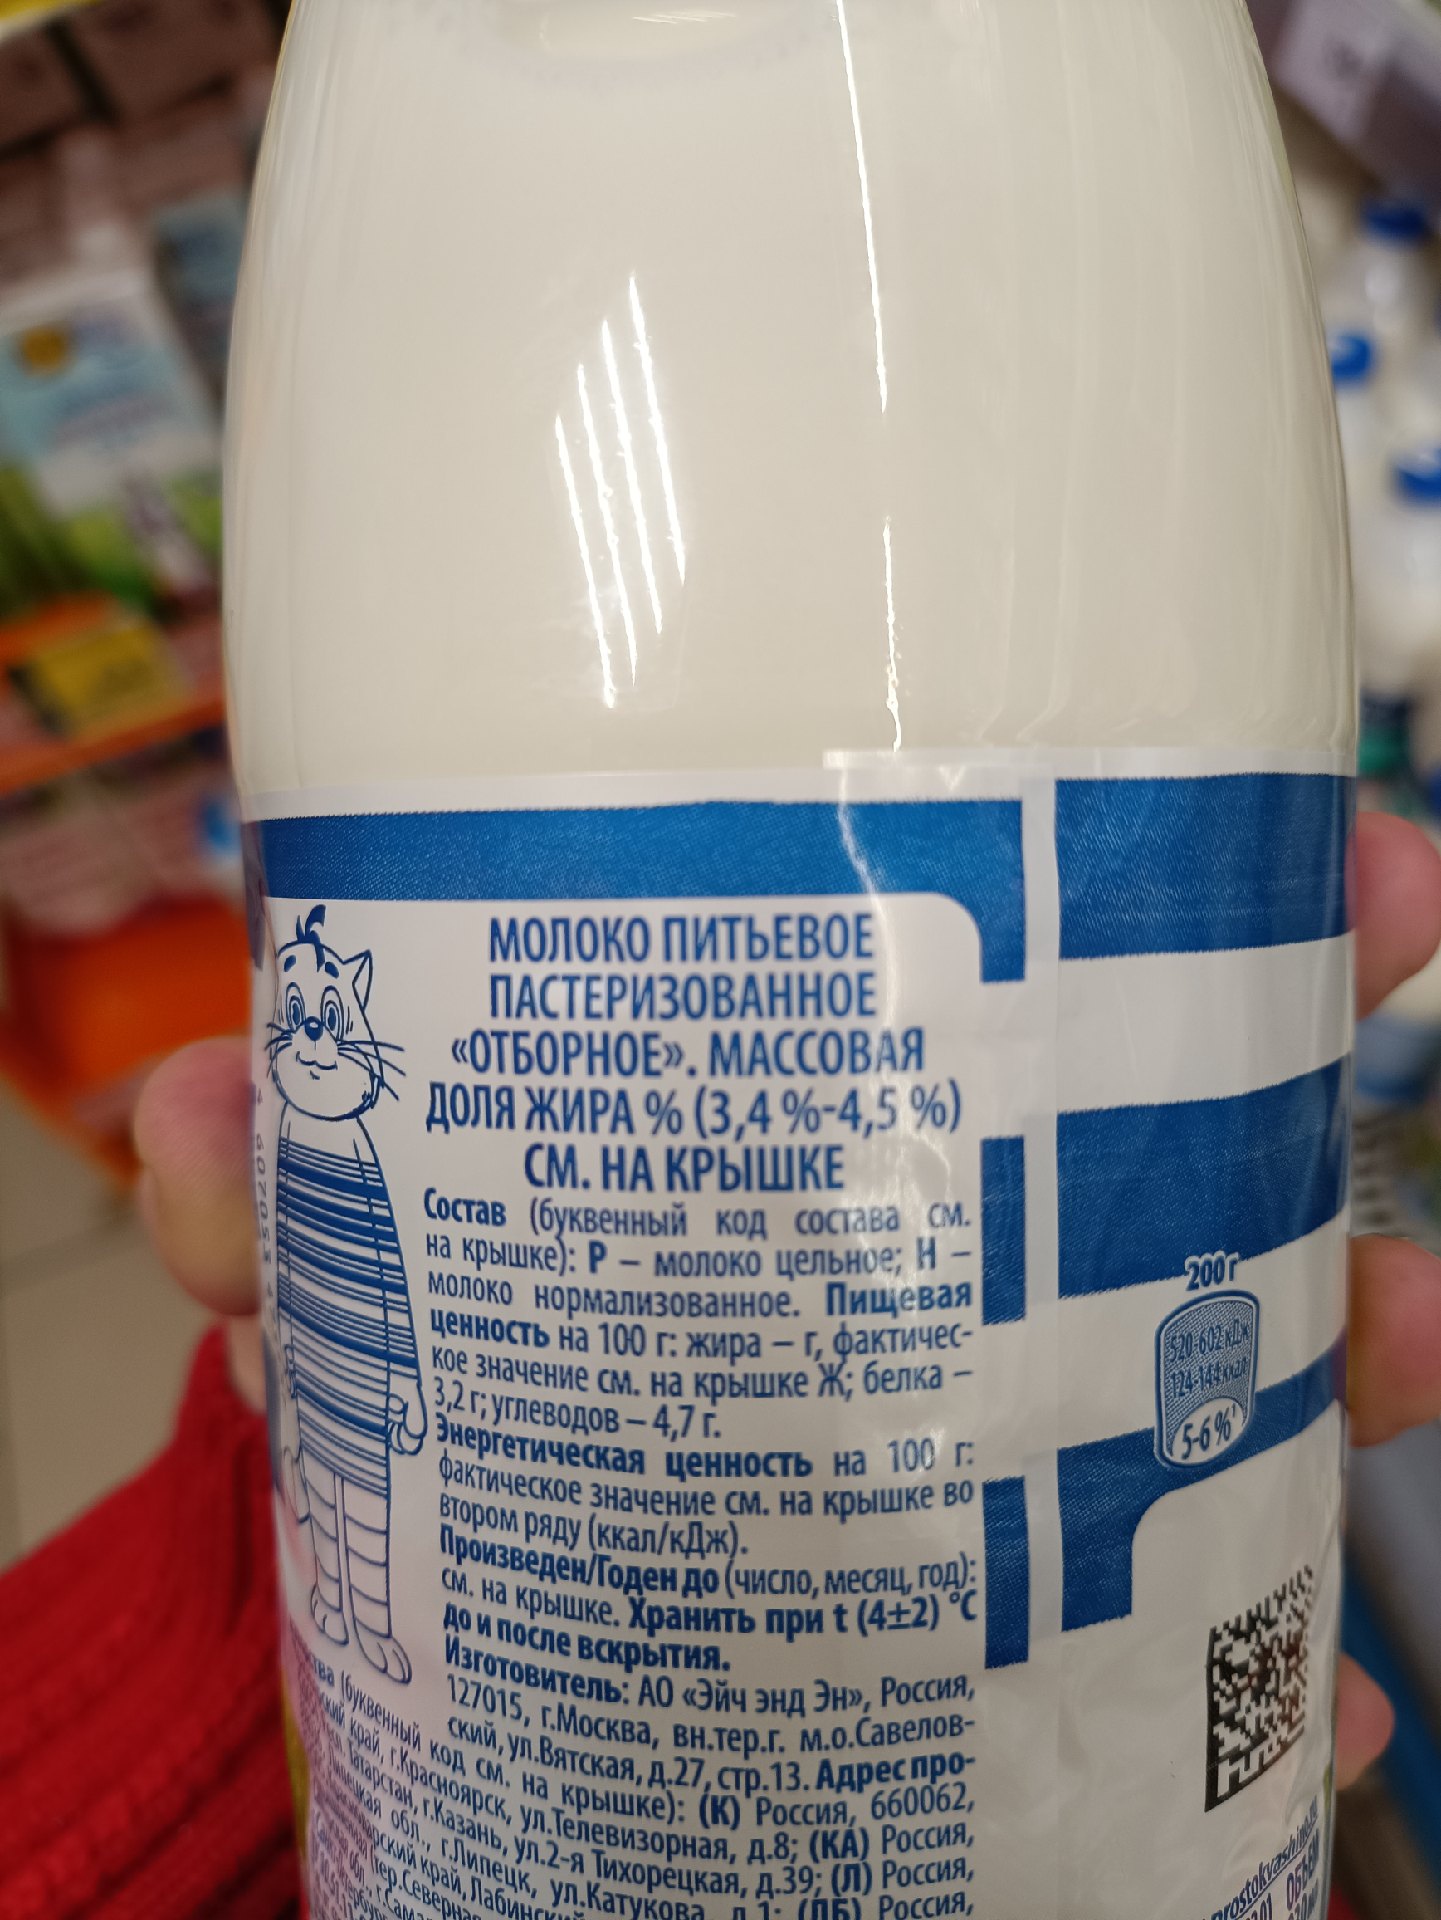 МОЛОКО ПИТЬЕВОЕ
ПАСТЕРИЗОВАННОЕ
«ОТБОРНОЕ». МАССОВАЯ
ДОЛЯ ЖИРА % (3,4 %-4,5 %)
СМ. НА КРЫШКЕ
Состав (буквенный код состава см.
на крышке): Р – молоко цельное; Н –
молоко нормализованное. Пищевая
ценность на 100 г: жира – г, фактичес-
кое значение см. на крышке Ж; белка –
3,2 г; углеводов – 4,7 г.
Энергетическая ценность на 100 г:
фактическое значение см. на крышке во
втором ряду (ккал/кДж).
Произведен/Годен до (число, месяц, год):
см. на крышке. Хранить при t (4±2) °C
до и после вскрытия.
Изготовитель: АО «Эйч энд Эн», Россия,
127015, г.Москва, вн.тер.г. м.о.Савелов-
ский, ул.Вятская, д.27, стр.13. Адрес про-
(буквенный код см. на крышке): (К) Россия, 660062,
край, г.Красноярск, ул.Телевизорная, д.8; (КА) Россия,
Татарстан, г.Казань, ул.2-я Тихорецкая, д.39; (Л) Россия,
обл., г.Липецк, ул.Катукова, д.1; (ЛБ) Россия,
край, Лабинский
200 г
520-602 кДж
124-144 ккал
5-6 %¹
prostokvashino.ru
ОБЪЕМ